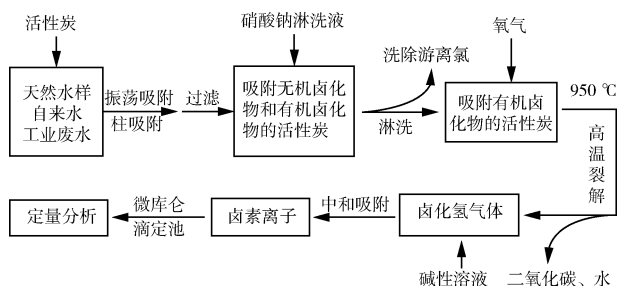 活性炭
硝酸钠淋洗液
洗除游离氯
氧气
天然水样
自来水
工业废水
振荡吸附
柱吸附
过滤
吸附无机卤化
物和有机卤化
物的活性炭
淋洗
吸附有机卤
化物的活性炭
950 ℃
高温裂解
定量分析
微库仑
滴定池
卤素离子
中和吸附
卤化氢气体
碱性溶液
二氧化碳、水